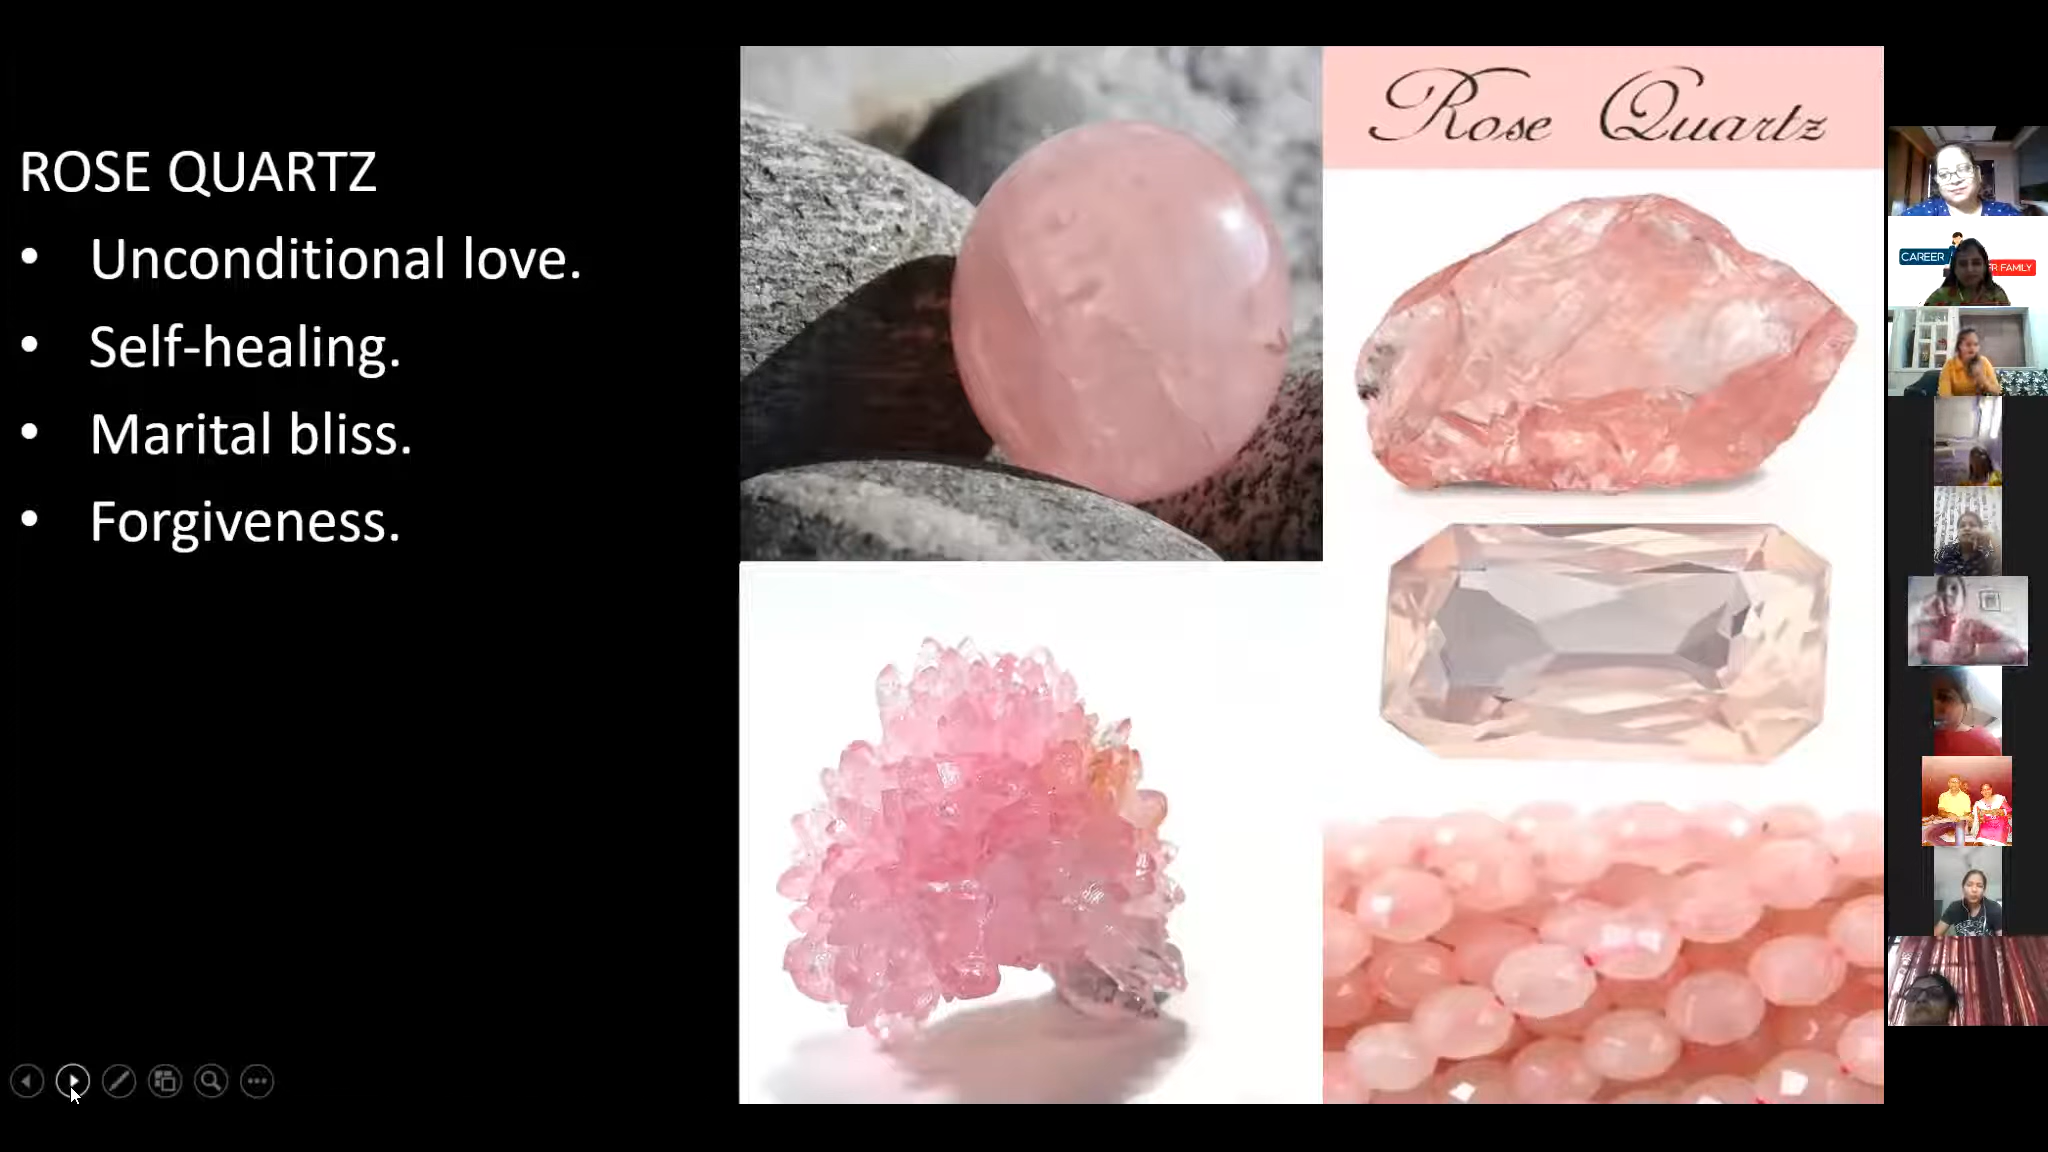 ROSE QUARTZ
• Unconditional love.
• Self-healing.
• Marital bliss.
• Forgiveness.
Rose Quartz
CAREER
R FAMILY